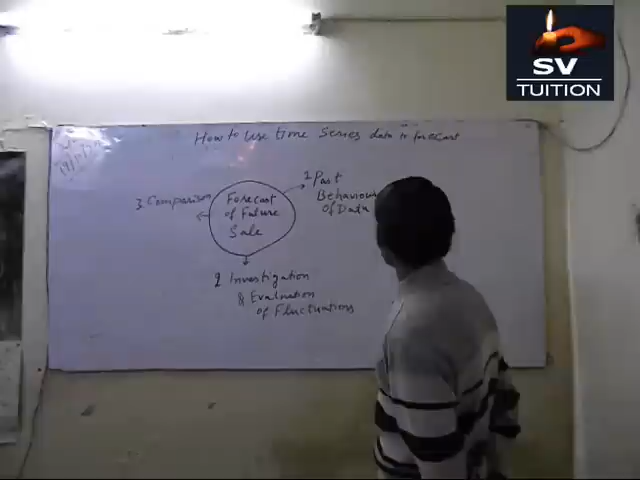 SV
TUITION
How to use time Series data to forecast
1 Past
Behaviour
of Data
3 Comparison
Forecast
of Future
Sale
2 Investigation
& Evaluation
of Fluctuations